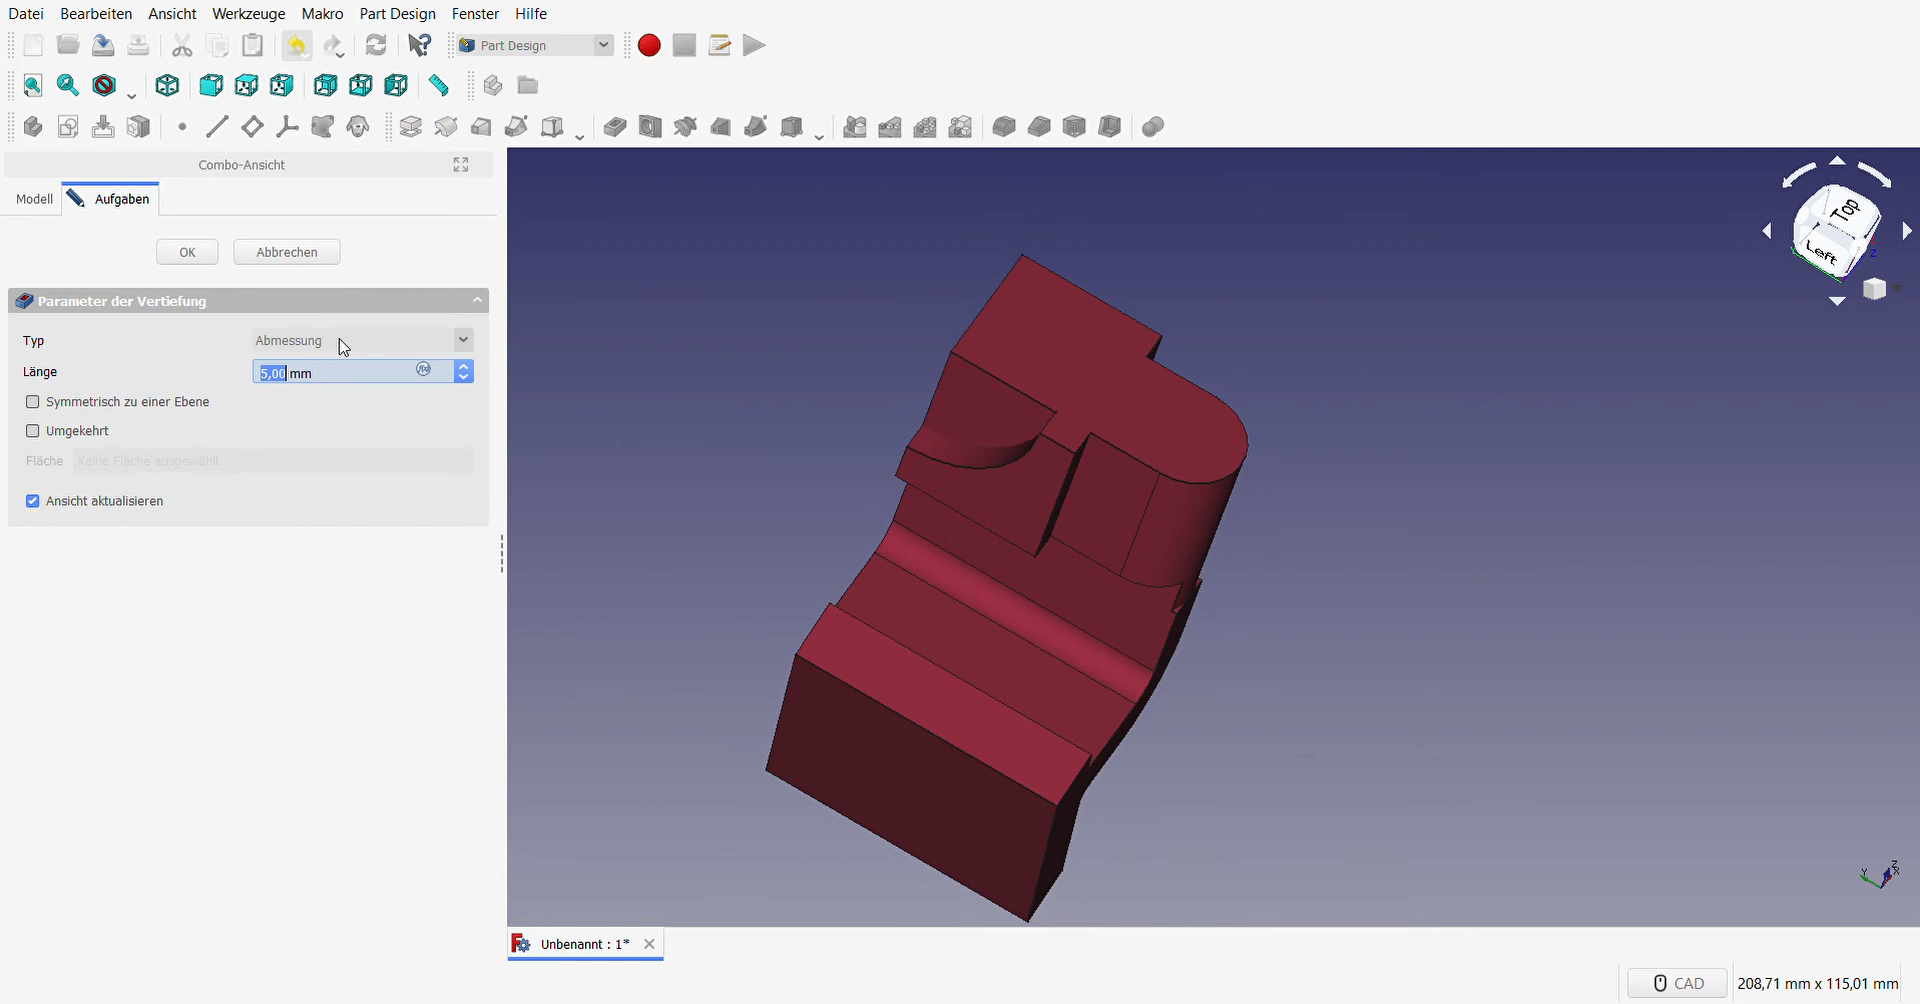 Datei Bearbeiten Ansicht Werkzeuge Makro Part Design Fenster Hilfe
Part Design
Combo-Ansicht
Modell Aufgaben
OK Abbrechen
Parameter der Vertiefung
Typ Abmessung
Länge 5,00 mm
Symmetrisch zu einer Ebene
Umgekehrt
Fläche Keine Fläche ausgewählt
Ansicht aktualisieren
Top
Left
Z
Z
Y X
Unbenannt : 1*
CAD 208,71 mm x 115,01 mm